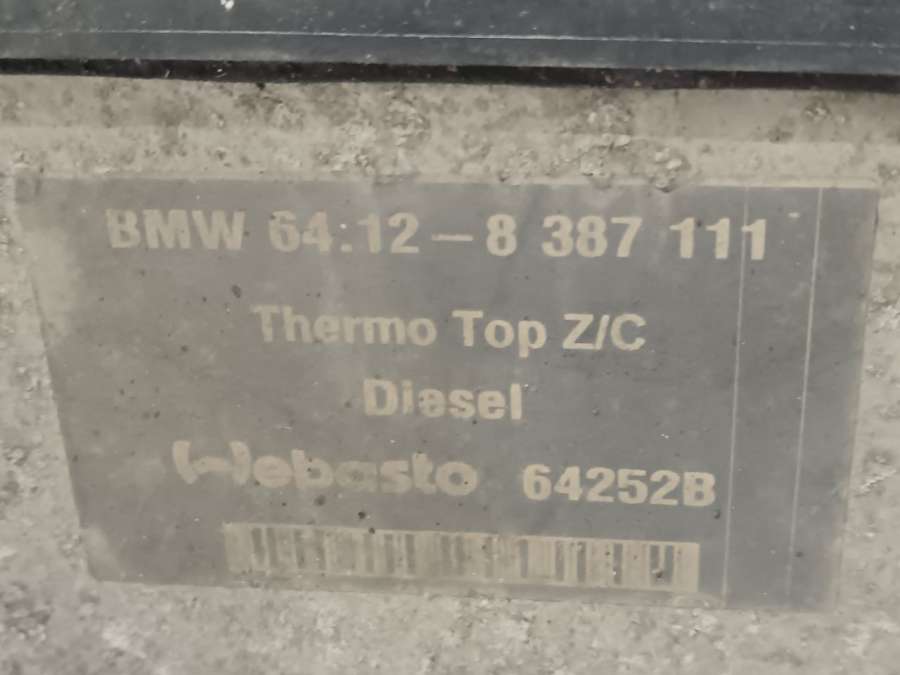 BMW 64.12-8 387 111
Thermo Top Z/C
Diesel
Webasto 64252B